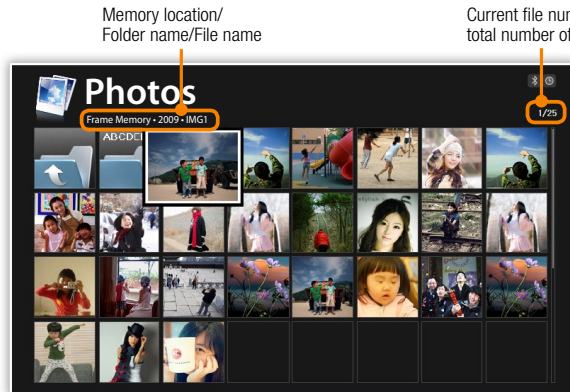 Memory location/
Folder name/File name
Current file nu
total number of
Photos
Frame Memory • 2009 • IMG1
1/25
ABCDE